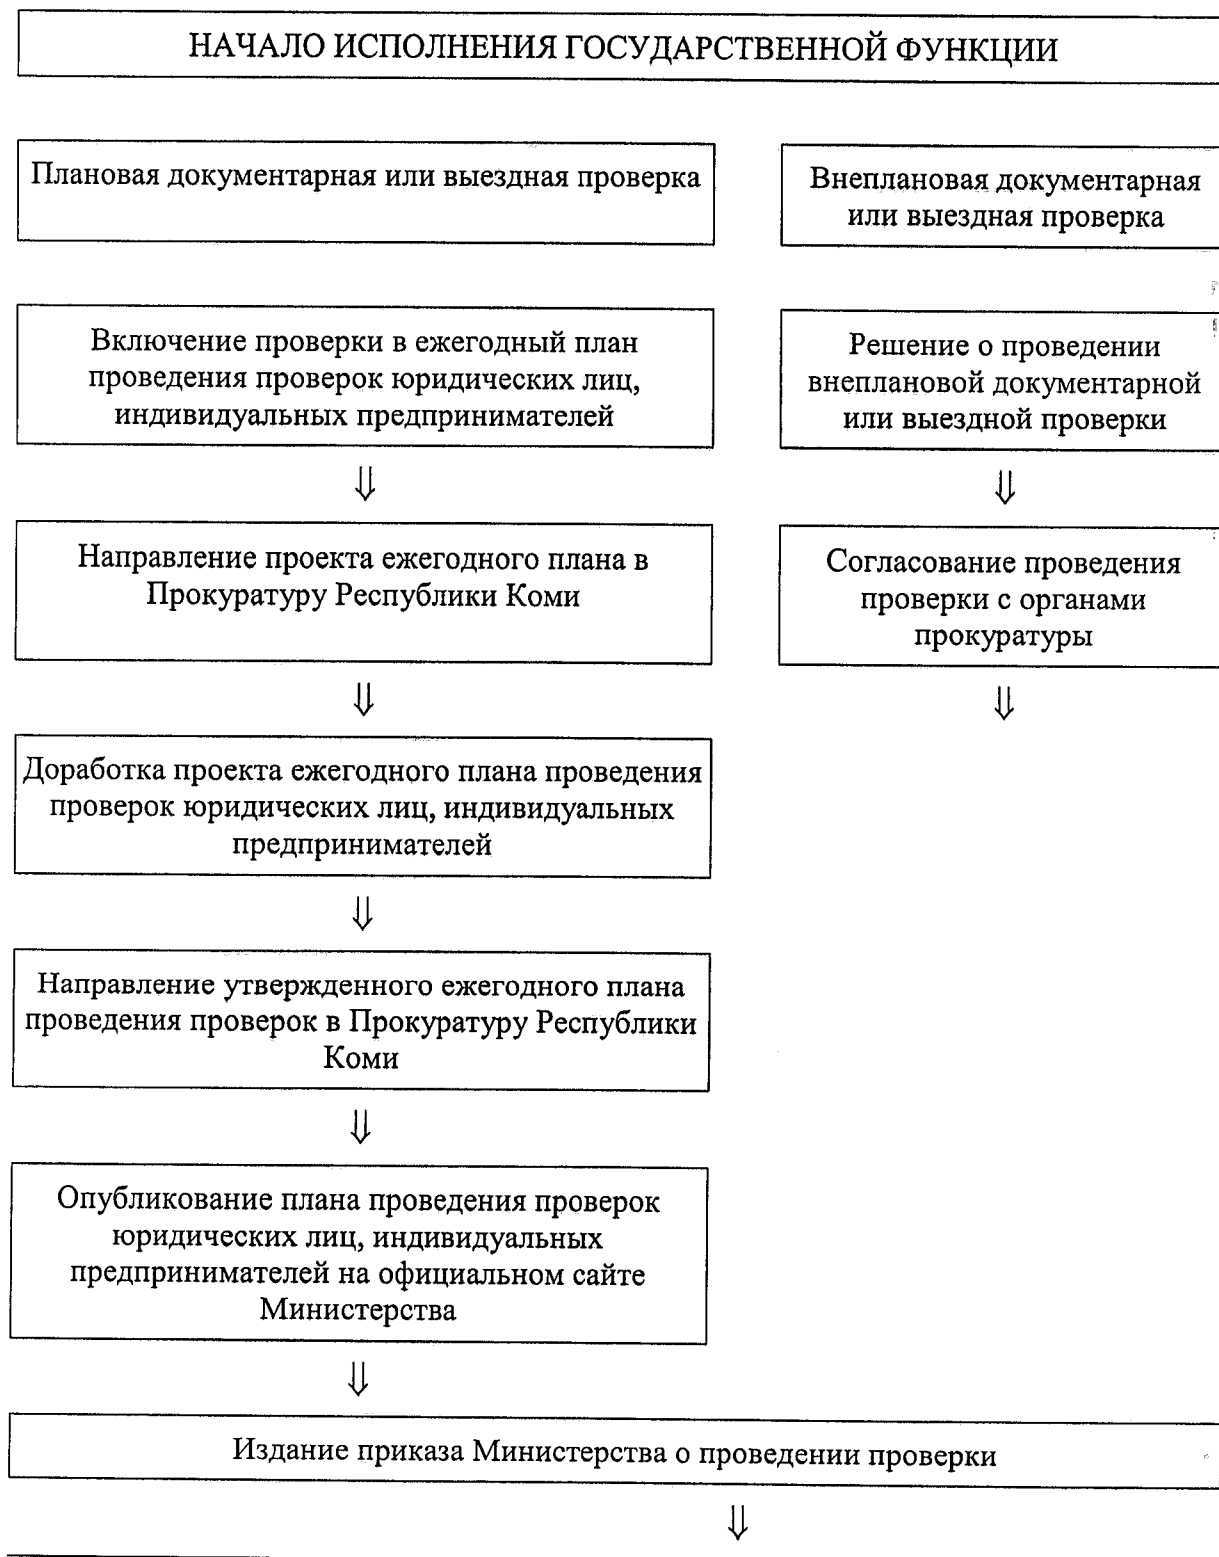 НАЧАЛО ИСПОЛНЕНИЯ ГОСУДАРСТВЕННОЙ ФУНКЦИИ
Плановая документарная или выездная проверка
Внеплановая документарная
или выездная проверка
Включение проверки в ежегодный план
проведения проверок юридических лиц,
индивидуальных предпринимателей
Решение о проведении
внеплановой документарной
или выездной проверки
⇓
⇓
Направление проекта ежегодного плана в
Прокуратуру Республики Коми
Согласование проведения
проверки с органами
прокуратуры
⇓
⇓
Доработка проекта ежегодного плана проведения
проверок юридических лиц, индивидуальных
предпринимателей
⇓
Направление утвержденного ежегодного плана
проведения проверок в Прокуратуру Республики
Коми
⇓
Опубликование плана проведения проверок
юридических лиц, индивидуальных
предпринимателей на официальном сайте
Министерства
⇓
Издание приказа Министерства о проведении проверки
⇓